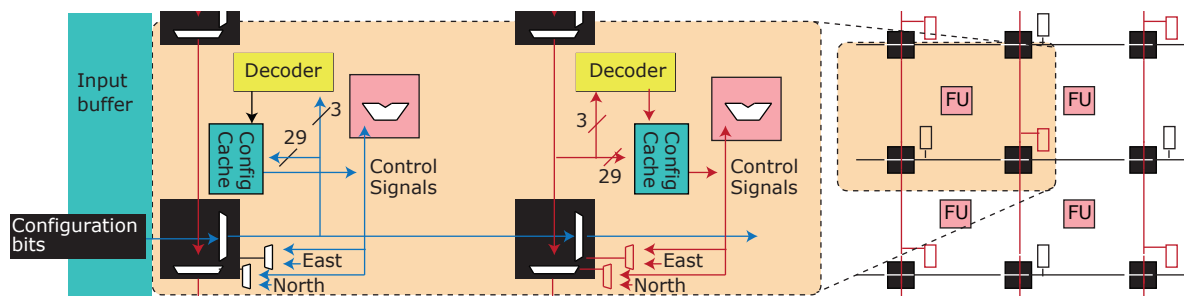 Input
buffer
Decoder
3
29
Config
Cache
Control
Signals
Configuration
bits
East
North
Decoder
3
29
Config
Cache
Control
Signals
East
North
FU
FU
FU
FU